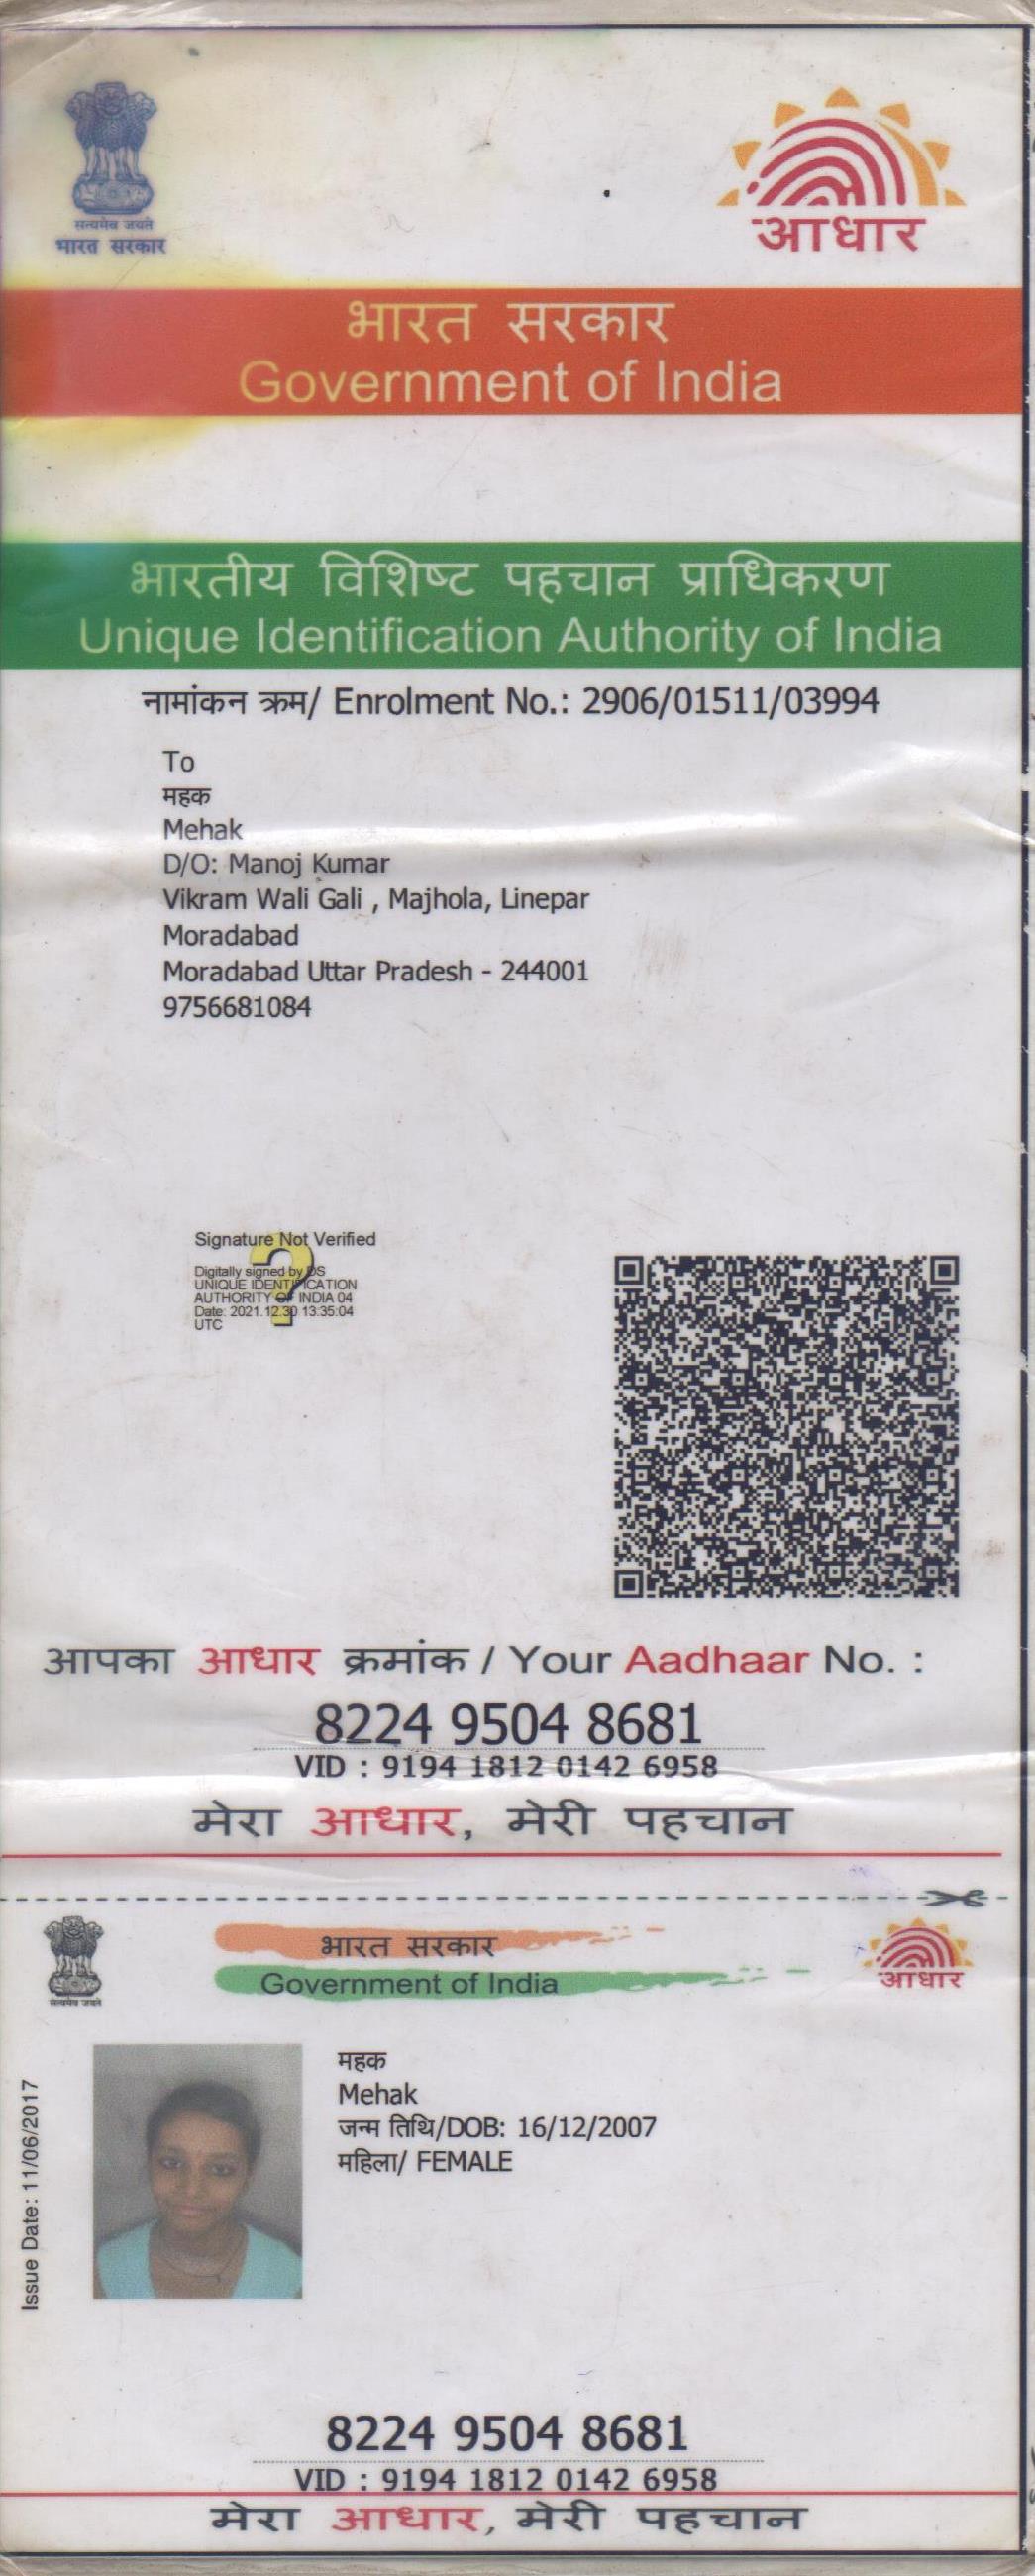 सत्यमेव जयते
भारत सरकार
आधार
भारत सरकार
Government of India
भारतीय विशिष्ट पहचान प्राधिकरण
Unique Identification Authority of India
नामांकन क्रम/ Enrolment No.: 2906/01511/03994
To
महक
Mehak
D/O: Manoj Kumar
Vikram Wali Gali , Majhola, Linepar
Moradabad
Moradabad Uttar Pradesh - 244001
9756681084
Signature Not Verified
Digitally signed by DS
UNIQUE IDENTIFICATION
AUTHORITY OF INDIA 04
Date: 2021.12.30 13:35:04
UTC
आपका आधार क्रमांक / Your Aadhaar No. :
8224 9504 8681
VID : 9194 1812 0142 6958
मेरा आधार, मेरी पहचान
भारत सरकार
Government of India
सत्यमेव जयते
आधार
Issue Date: 11/06/2017
महक
Mehak
जन्म तिथि/DOB: 16/12/2007
महिला/ FEMALE
8224 9504 8681
VID : 9194 1812 0142 6958
मेरा आधार, मेरी पहचान